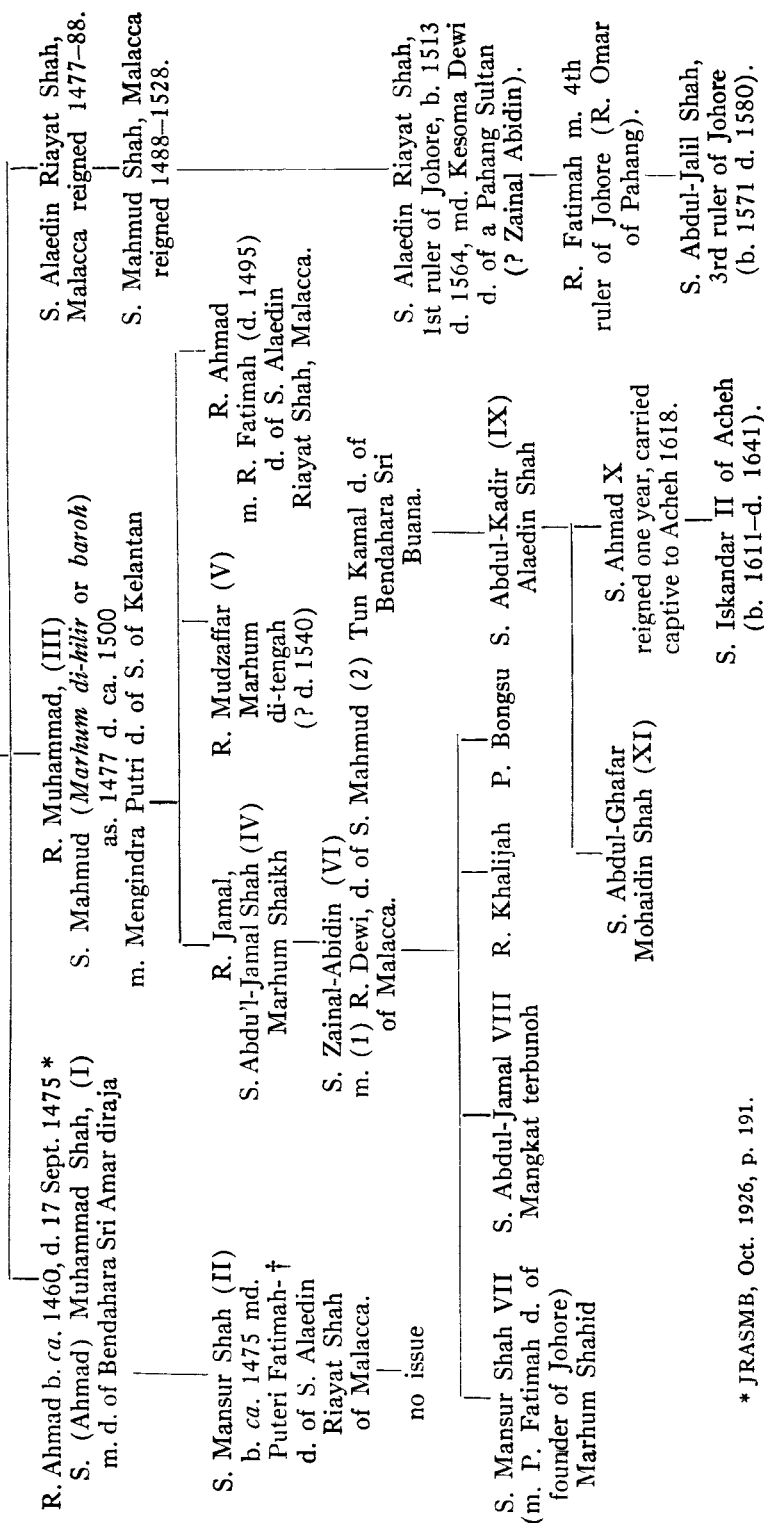 R. Ahmad b. ca. 1460, d. 17 Sept. 1475 *
S. (Ahmad) Muhammad Shah, (I)
m. d. of Bendahara Sri Amar diraja
R. Muhammad, (III)
S. Mahmud (Marhum di-hilir or baroh)
as. 1477 d. ca. 1500
m. Mengindra Putri d. of S. of Kelantan
S. Alaedin Riayat Shah,
Malacca reigned 1477–88.
S. Mahmud Shah, Malacca
reigned 1488–1528.
S. Mansur Shah (II)
b. ca. 1475 md.
Puteri Fatimah-†
d. of S. Alaedin
Riayat Shah
of Malacca.
no issue
R. Jamal,
S. Abdu'l-Jamal Shah (IV)
Marhum Shaikh
R. Mudzaffar (V)
Marhum
di-tengah
(? d. 1540)
R. Ahmad
m. R. Fatimah (d. 1495)
d. of S. Alaedin
Riayat Shah, Malacca.
S. Zainal-Abidin (VI)
m. (1) R. Dewi, d. of S. Mahmud (2) Tun Kamal d. of
of Malacca.
Bendahara Sri
Buana.
S. Alaedin Riayat Shah,
1st ruler of Johore, b. 1513
d. 1564, md. Kesoma Dewi
d. of a Pahang Sultan
(? Zainal Abidin).
S. Mansur Shah VII
(m. P. Fatimah d. of
founder of Johore)
Marhum Shahid
S. Abdul-Jamal VIII
Mangkat terbunoh
R. Khalijah
P. Bongsu
S. Abdul-Kadir (IX)
Alaedin Shah
R. Fatimah m. 4th
ruler of Johore (R. Omar
of Pahang).
S. Abdul-Ghafar
Mohaidin Shah (XI)
S. Ahmad X
reigned one year, carried
captive to Acheh 1618.
S. Abdul-Jalil Shah,
3rd ruler of Johore
(b. 1571 d. 1580).
S. Iskandar II of Acheh
(b. 1611–d. 1641).
* JRASMB, Oct. 1926, p. 191.